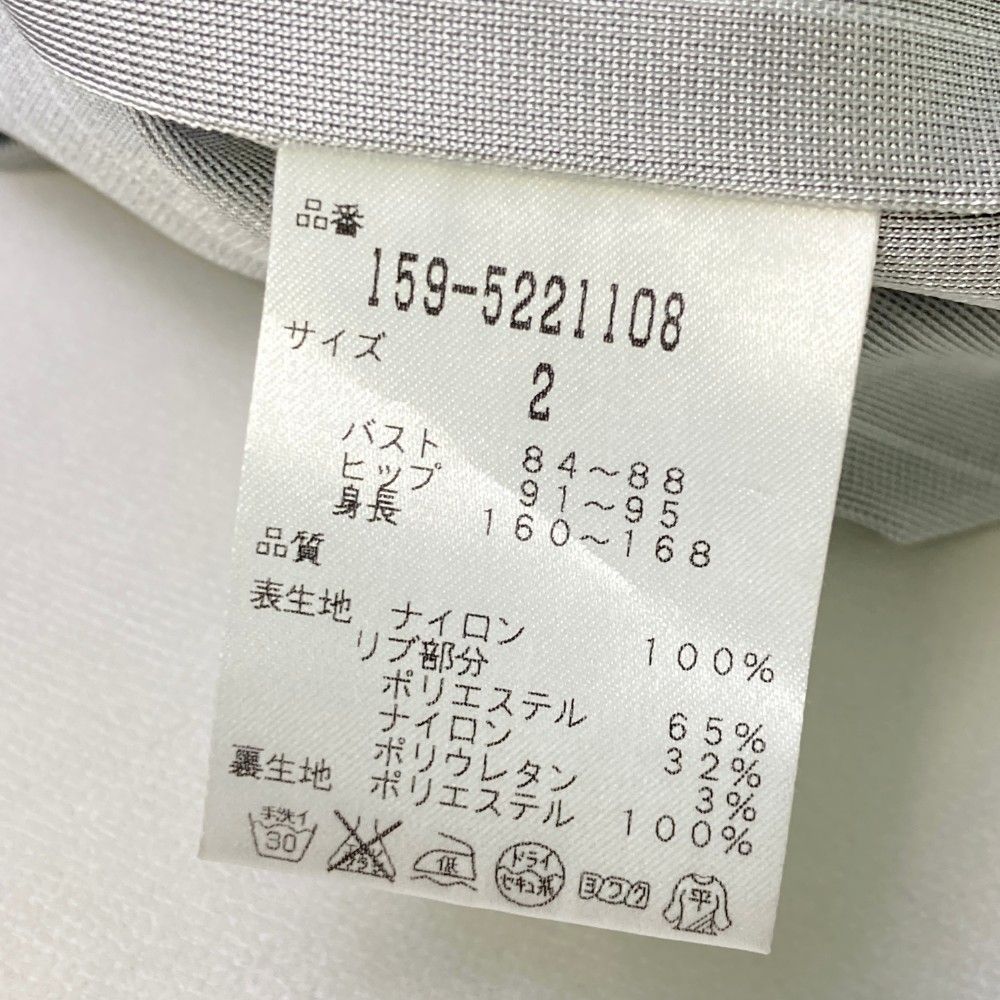 品番
159-5221108
サイズ
2
バスト 84～88
ヒップ 91～95
身長 160～168
品質
表生地 ナイロン 100%
リブ部分
ポリエステル 65%
ナイロン 32%
ポリウレタン 3%
裏生地 ポリエステル 100%
手洗イ 30 低 ドライ セキユ系 ヨワク 平